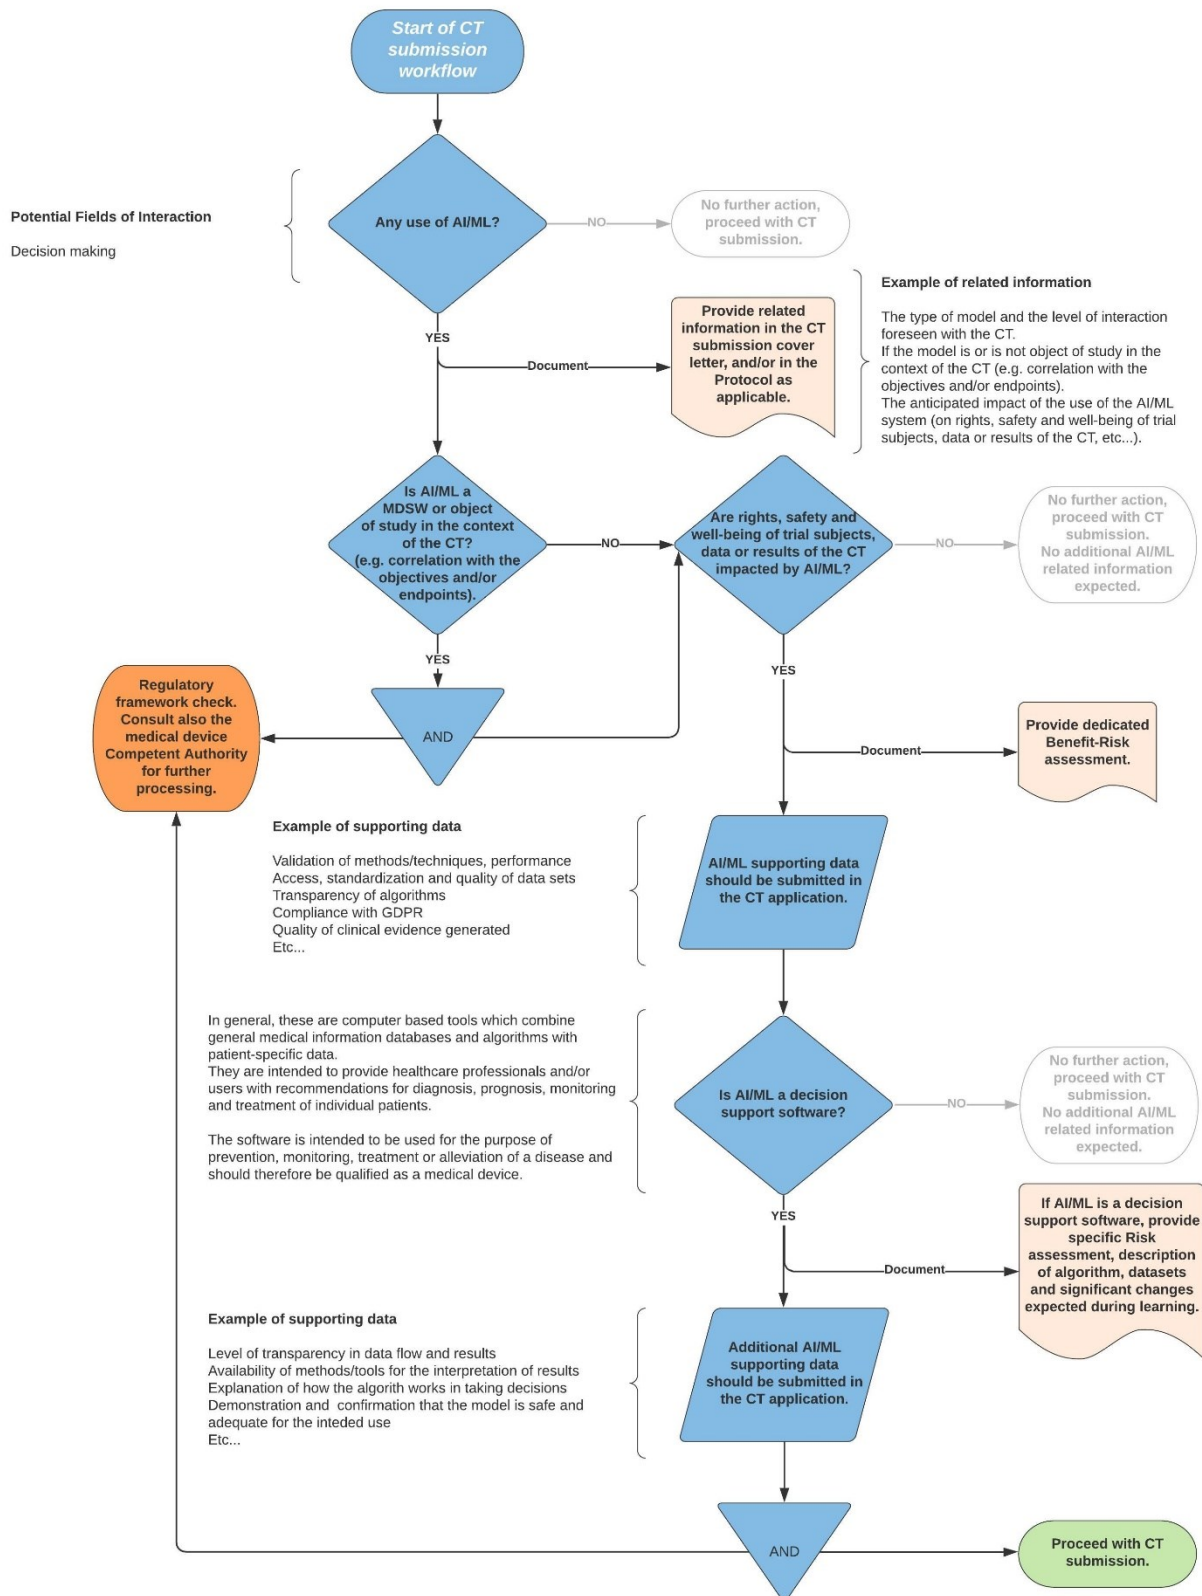 Start of CT
submission
workflow
Potential Fields of Interaction
Decision making
Any use of AI/ML?
NO
No further action,
proceed with CT
submission.
YES
Document
Provide related
information in the CT
submission cover
letter, and/or in the
Protocol as
applicable.
Example of related information
The type of model and the level of interaction
foreseen with the CT.
If the model is or is not object of study in the
context of the CT (e.g. correlation with the
objectives and/or endpoints).
The anticipated impact of the use of the AI/ML
system (on rights, safety and well-being of trial
subjects, data or results of the CT, etc...).
Is AI/ML a
MDSW or object
of study in the context
of the CT?
(e.g. correlation with the
objectives and/or
endpoints).
NO
Are rights, safety and
well-being of trial subjects,
data or results of the CT
impacted by AI/ML?
NO
No further action,
proceed with CT
submission.
No additional AI/ML
related information
expected.
YES
YES
Regulatory
framework check.
Consult also the
medical device
Competent Authority
for further
processing.
AND
Document
Provide dedicated
Benefit-Risk
assessment.
Example of supporting data
Validation of methods/techniques, performance
Access, standardization and quality of data sets
Transparency of algorithms
Compliance with GDPR
Quality of clinical evidence generated
Etc...
AI/ML supporting data
should be submitted in
the CT application.
In general, these are computer based tools which combine
general medical information databases and algorithms with
patient-specific data.
They are intended to provide healthcare professionals and/or
users with recommendations for diagnosis, prognosis, monitoring
and treatment of individual patients.
The software is intended to be used for the purpose of
prevention, monitoring, treatment or alleviation of a disease and
should therefore be qualified as a medical device.
Is AI/ML a decision
support software?
NO
No further action,
proceed with CT
submission.
No additional AI/ML
related information
expected.
YES
Document
If AI/ML is a decision
support software, provide
specific Risk
assessment, description
of algorithm, datasets
and significant changes
expected during learning.
Example of supporting data
Level of transparency in data flow and results
Availability of methods/tools for the interpretation of results
Explanation of how the algorith works in taking decisions
Demonstration and confirmation that the model is safe and
adequate for the inteded use
Etc...
Additional AI/ML
supporting data
should be submitted in
the CT application.
AND
Proceed with CT
submission.